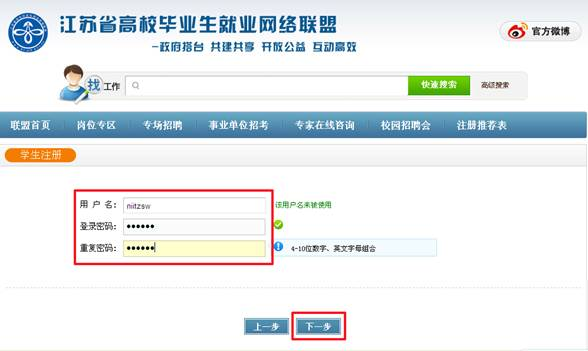 江苏省高校毕业生就业网络联盟
-政府搭台 共建共享 开放公益 互动高效
官方微博
找工作
快速搜索
高级搜索
联盟首页 岗位专区 专场招聘 事业单位招考 专家在线咨询 校园招聘会 注册推荐表
学生注册
用 户 名： niitzsw 该用户名未被使用
登录密码： ●●●●●●
重复密码： ●●●●●● 4-10位数字、英文字母组合
上一步 下一步